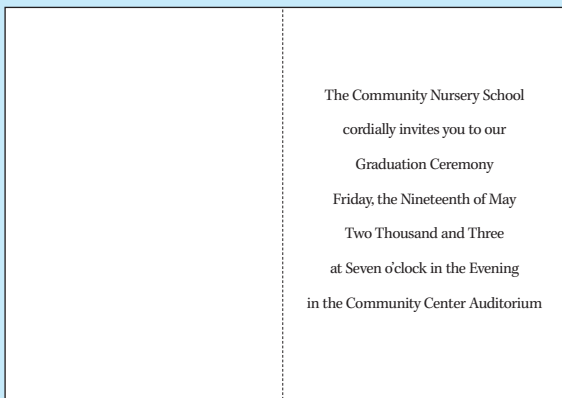 The Community Nursery School
cordially invites you to our
Graduation Ceremony
Friday, the Nineteenth of May
Two Thousand and Three
at Seven o'clock in the Evening
in the Community Center Auditorium